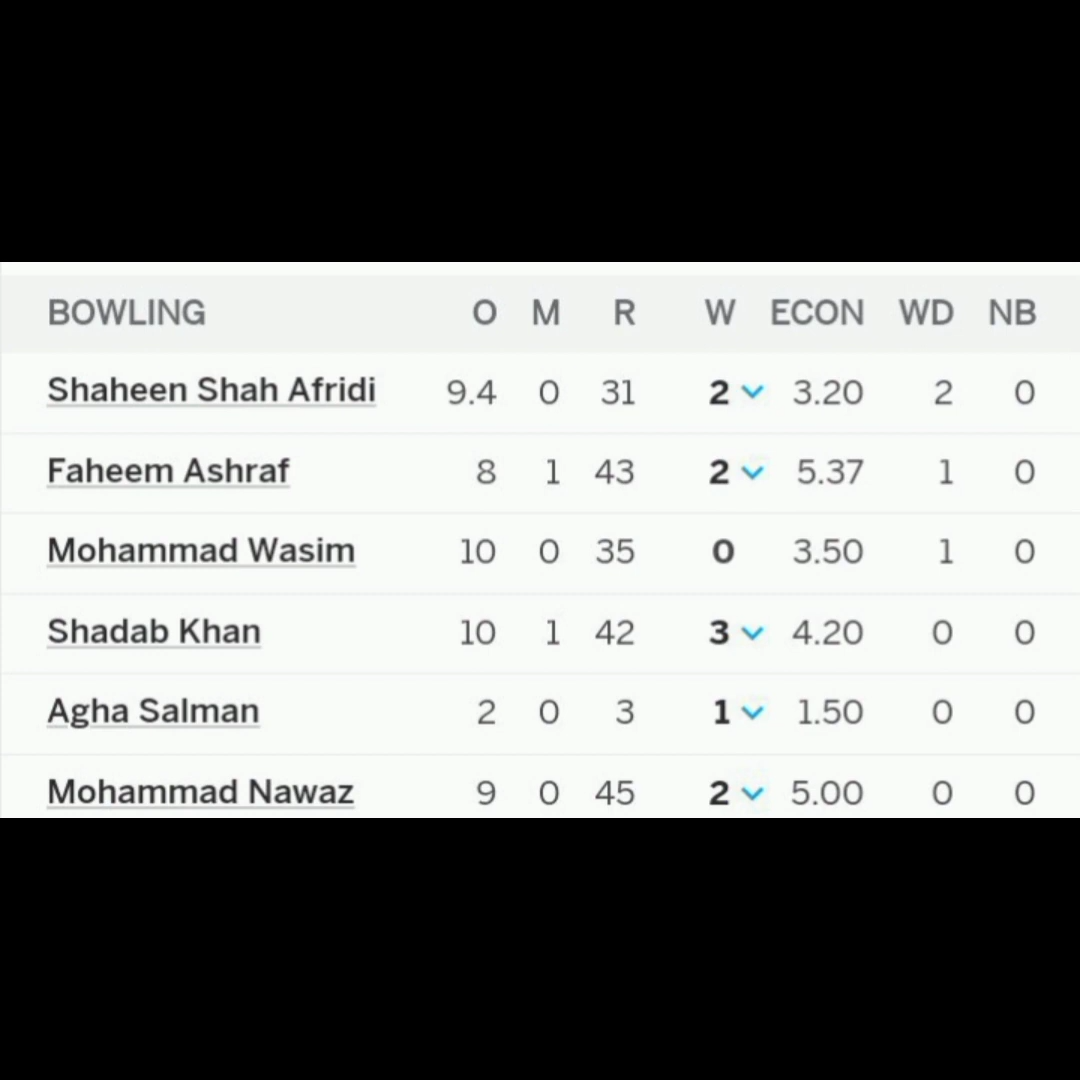 BOWLING O M R W ECON WD NB
Shaheen Shah Afridi 9.4 0 31 2 3.20 2 0
Faheem Ashraf 8 1 43 2 5.37 1 0
Mohammad Wasim 10 0 35 0 3.50 1 0
Shadab Khan 10 1 42 3 4.20 0 0
Agha Salman 2 0 3 1 1.50 0 0
Mohammad Nawaz 9 0 45 2 5.00 0 0